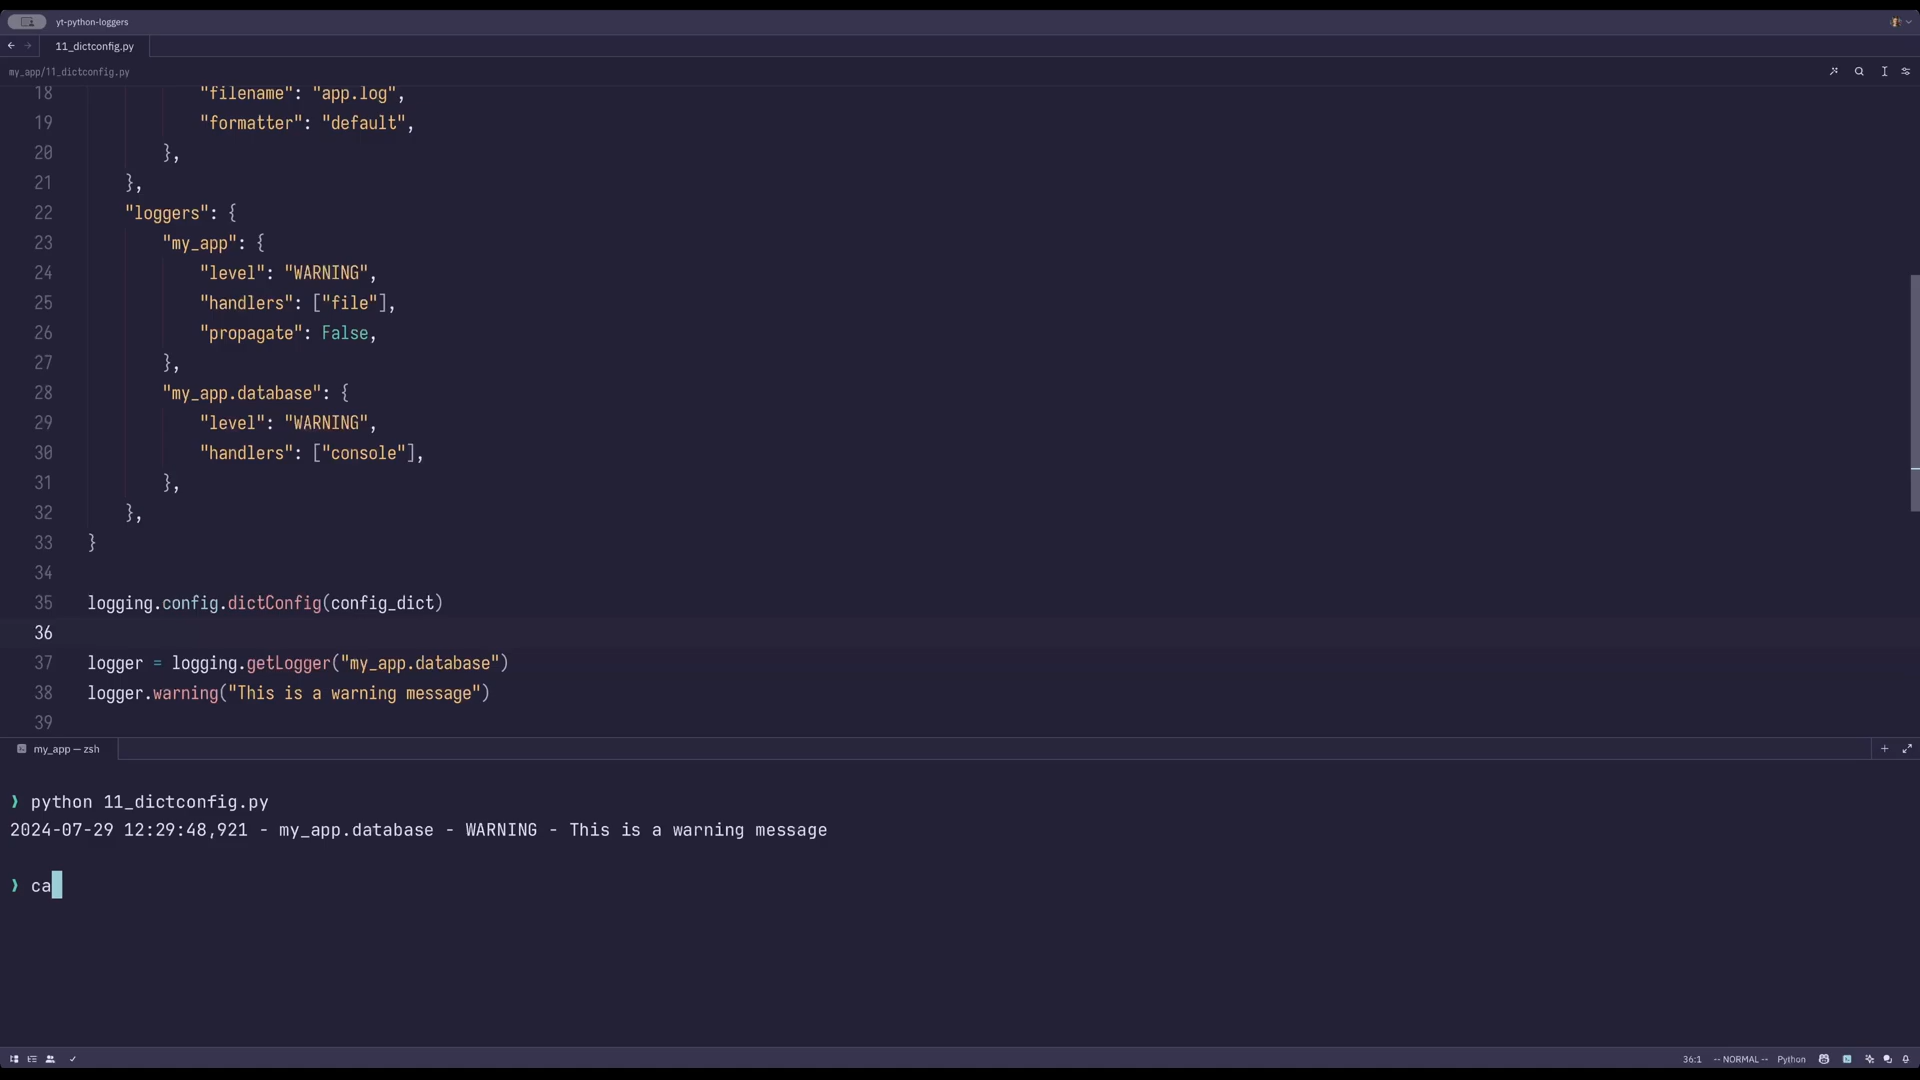 yt-python-loggers
11_dictconfig.py
my_app/11_dictconfig.py
18 "filename": "app.log",
19 "formatter": "default",
20 },
21 },
22 "loggers": {
23 "my_app": {
24 "level": "WARNING",
25 "handlers": ["file"],
26 "propagate": False,
27 },
28 "my_app.database": {
29 "level": "WARNING",
30 "handlers": ["console"],
31 },
32 },
33 }
34
35 logging.config.dictConfig(config_dict)
36
37 logger = logging.getLogger("my_app.database")
38 logger.warning("This is a warning message")
39
my_app — zsh
❯ python 11_dictconfig.py
2024-07-29 12:29:48,921 - my_app.database - WARNING - This is a warning message
❯ ca
36:1 -- NORMAL -- Python